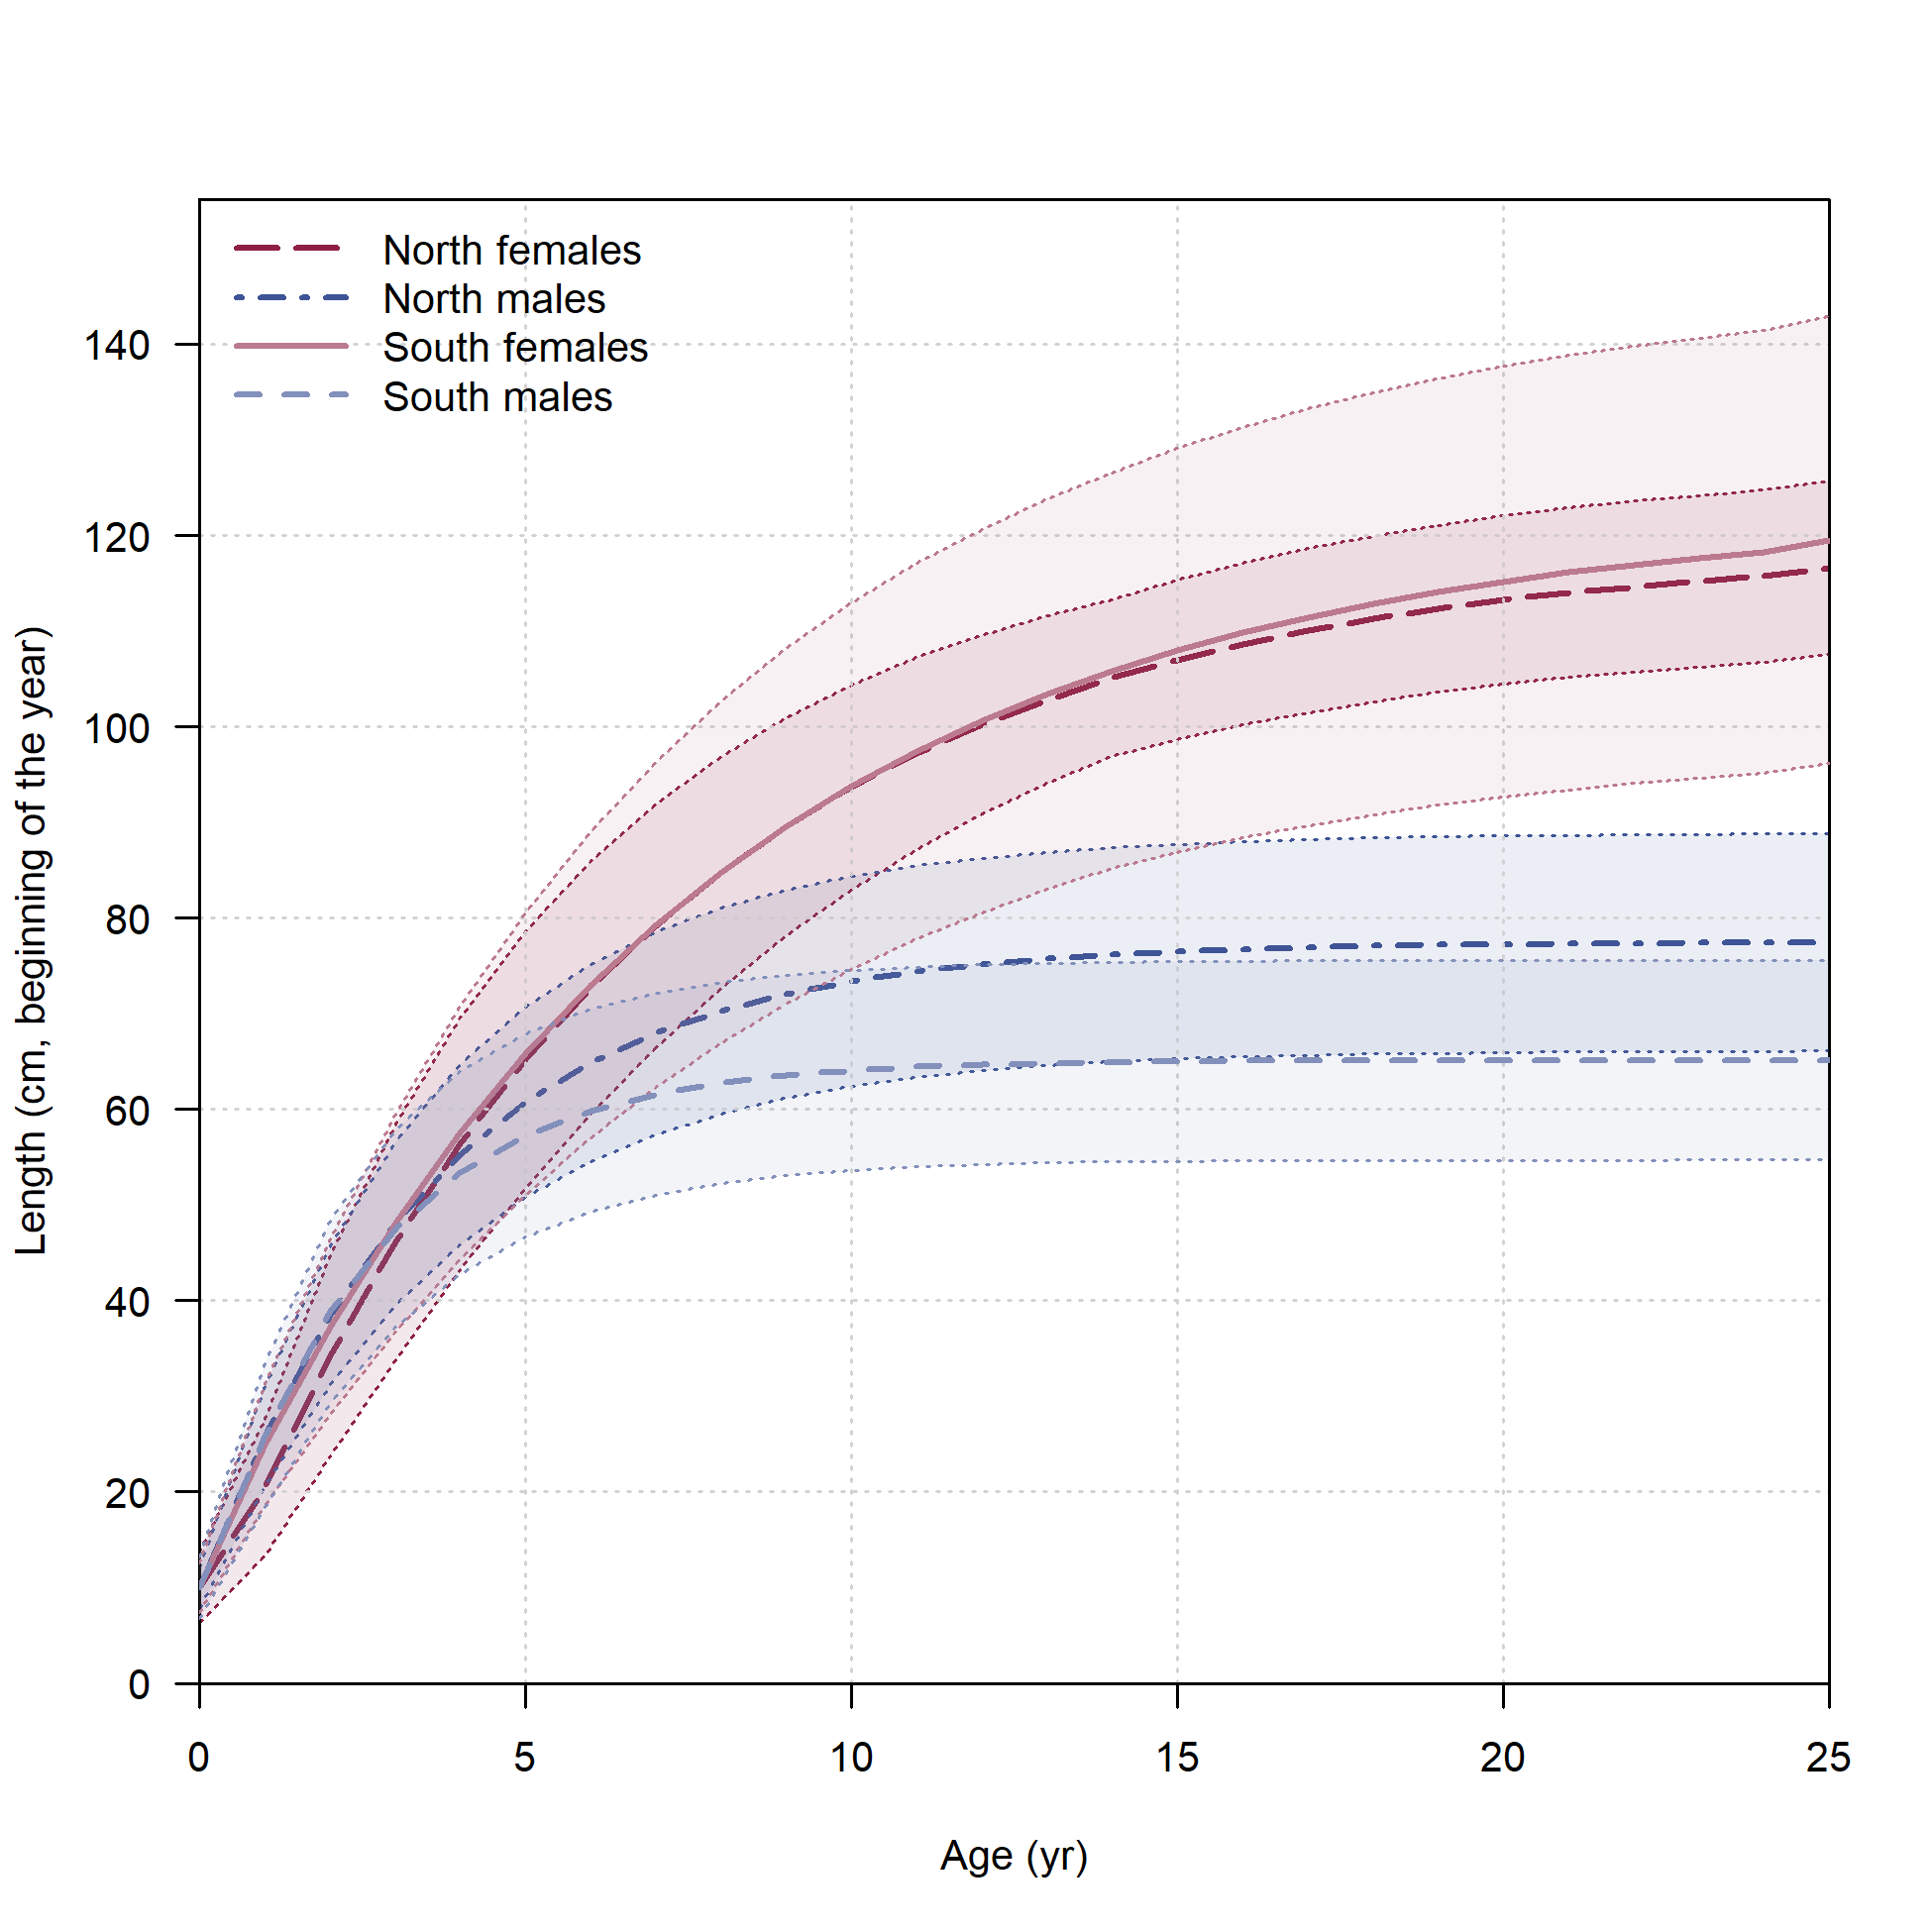 North females
North males
South females
South males
140
120
100
80
60
40
20
0
Length (cm, beginning of the year)
0 5 10 15 20 25
Age (yr)